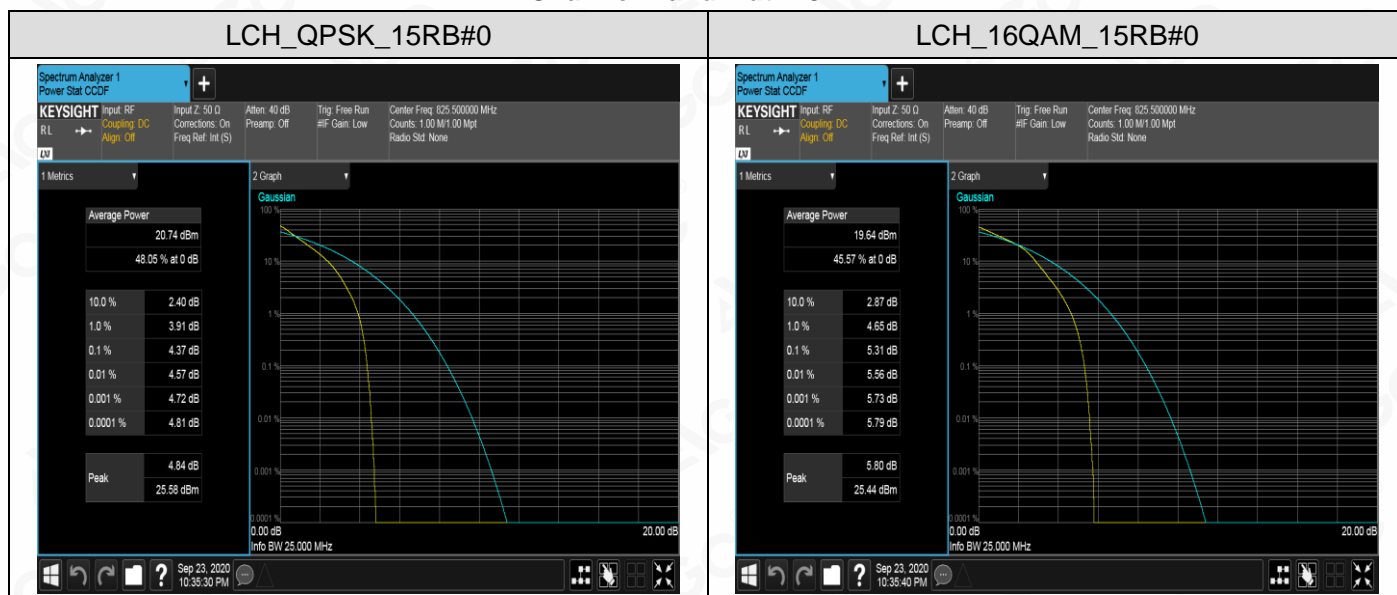 LCH_QPSK_15RB#0
Spectrum Analyzer 1
Power Stat CCDF
+
KEYSIGHT Input: RF
RL
Coupling: DC
Align: Off
LXI
Input Z: 50 Ω
Corrections: On
Freq Ref: Int (S)
Atten: 40 dB
Preamp: Off
Trig: Free Run
#IF Gain: Low
Center Freq: 825.500000 MHz
Counts: 1.00 M/1.00 Mpt
Radio Std: None
1 Metrics
Average Power
20.74 dBm
48.05 % at 0 dB
10.0 % 2.40 dB
1.0 % 3.91 dB
0.1 % 4.37 dB
0.01 % 4.57 dB
0.001 % 4.72 dB
0.0001 % 4.81 dB
Peak
4.84 dB
25.58 dBm
2 Graph
Gaussian
100 %
10 %
1 %
0.1 %
0.01 %
0.001 %
0.0001 %
0.00 dB 20.00 dB
Info BW 25.000 MHz
? Sep 23, 2020
10:35:30 PM
LCH_16QAM_15RB#0
Spectrum Analyzer 1
Power Stat CCDF
+
KEYSIGHT Input: RF
RL
Coupling: DC
Align: Off
LXI
Input Z: 50 Ω
Corrections: On
Freq Ref: Int (S)
Atten: 40 dB
Preamp: Off
Trig: Free Run
#IF Gain: Low
Center Freq: 825.500000 MHz
Counts: 1.00 M/1.00 Mpt
Radio Std: None
1 Metrics
Average Power
19.64 dBm
45.57 % at 0 dB
10.0 % 2.87 dB
1.0 % 4.65 dB
0.1 % 5.31 dB
0.01 % 5.56 dB
0.001 % 5.73 dB
0.0001 % 5.79 dB
Peak
5.80 dB
25.44 dBm
2 Graph
Gaussian
100 %
10 %
1 %
0.1 %
0.01 %
0.001 %
0.0001 %
0.00 dB 20.00 dB
Info BW 25.000 MHz
? Sep 23, 2020
10:35:40 PM